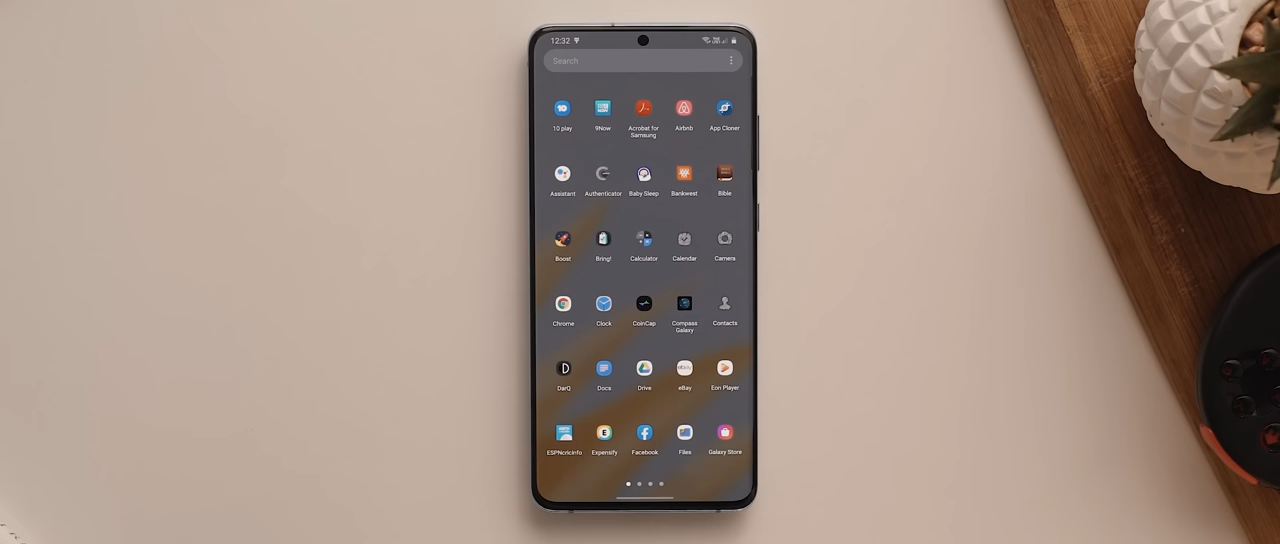 12:32
Search
10 play
9Now
Acrobat for
Samsung
Airbnb
App Cloner
Assistant
Authenticator
Baby Sleep
Bankwest
Bible
Boost
Bring!
Calculator
Calendar
Camera
Chrome
Clock
CoinCap
Compass
Galaxy
Contacts
DarQ
Docs
Drive
eBay
Eon Player
ESPNcricinfo
Expensify
Facebook
Files
Galaxy Store